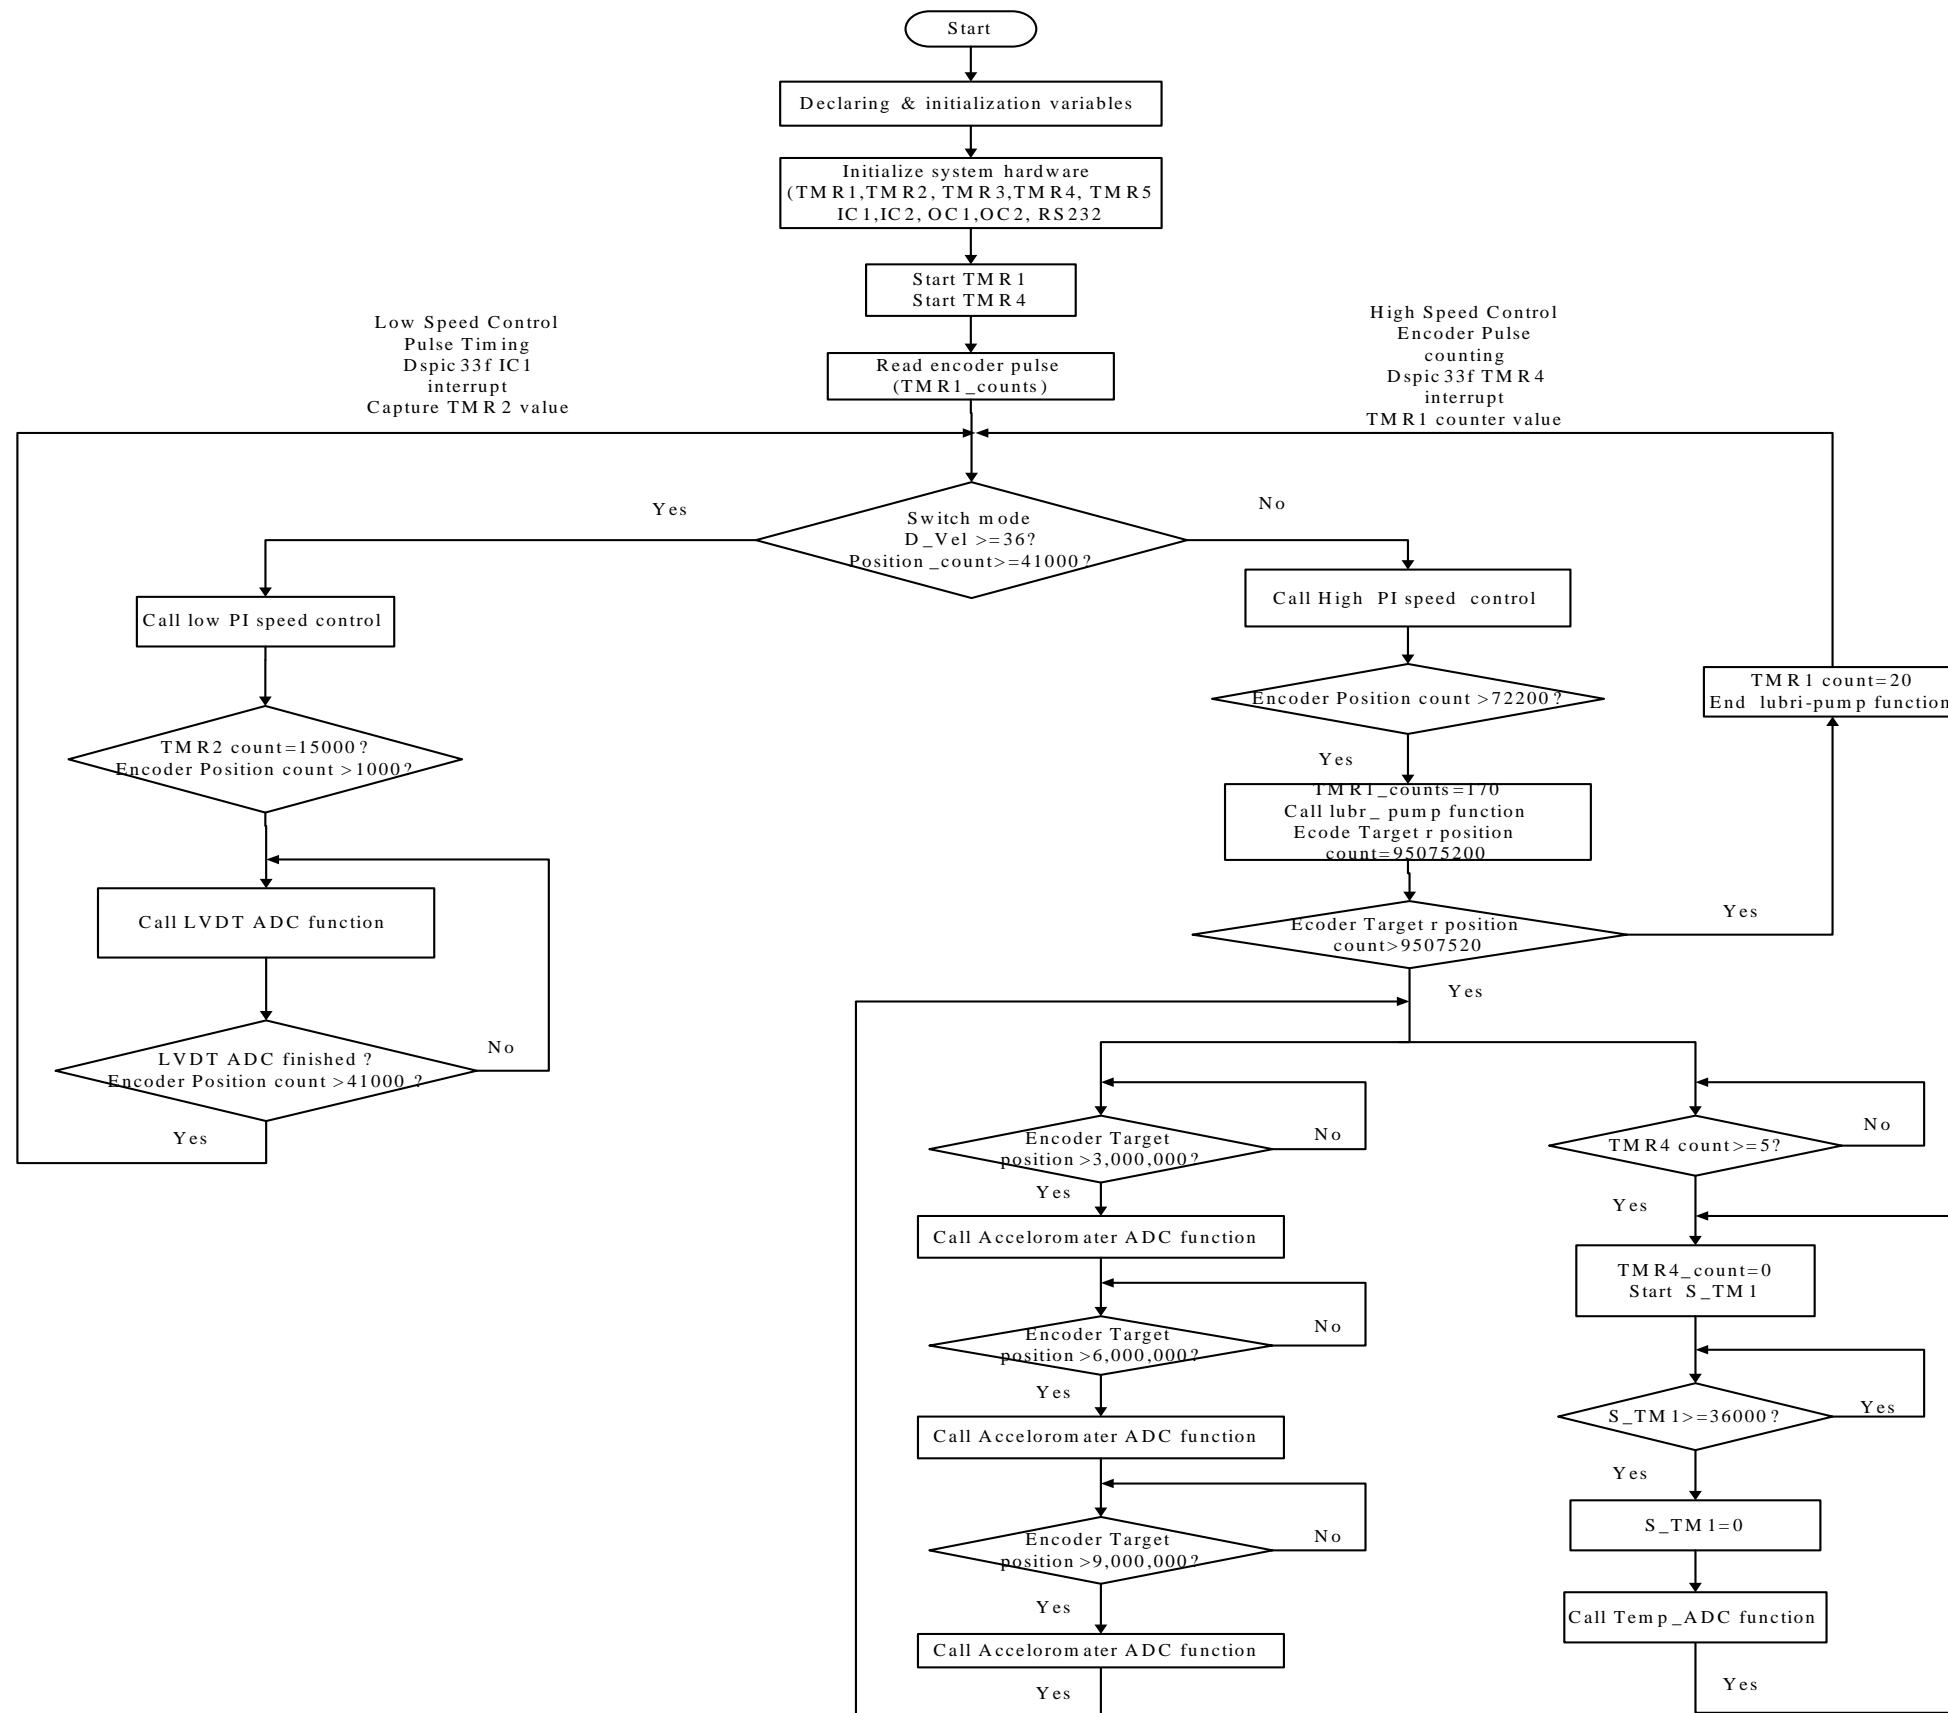 Start
Declaring & initialization variables
Initialize system hardware
(TMR1,TMR2, TMR3,TMR4, TMR5
IC1,IC2, OC1,OC2, RS232
Start TMR1
Start TMR4
Read encoder pulse
(TMR1_counts)
Low Speed Control
Pulse Timing
Dspic33f IC1
interrupt
Capture TMR2 value
High Speed Control
Encoder Pulse
counting
Dspic33f TMR4
interrupt
TMR1 counter value
Yes
No
Switch mode
D_Vel >=36?
Position_count>=41000?
Call low PI speed control
TMR2 count=15000?
Encoder Position count >1000?
Call LVDT ADC function
LVDT ADC finished ?
Encoder Position count >41000 ?
No
Yes
Call High PI speed control
Encoder Position count >72200?
Yes
TMR1_counts=170
Call lubr_ pump function
Ecode Target r position
count=95075200
Ecoder Target r position
count>9507520
Yes
TMR1 count=20
End lubri-pump function
Yes
Encoder Target
position >3,000,000?
No
Yes
Call Acceloromater ADC function
Encoder Target
position >6,000,000?
No
Yes
Call Acceloromater ADC function
Encoder Target
position >9,000,000?
No
Yes
Call Acceloromater ADC function
Yes
TMR4 count>=5?
No
Yes
TMR4_count=0
Start S_TM1
S_TM1>=36000?
Yes
Yes
S_TM1=0
Call Temp_ADC function
Yes